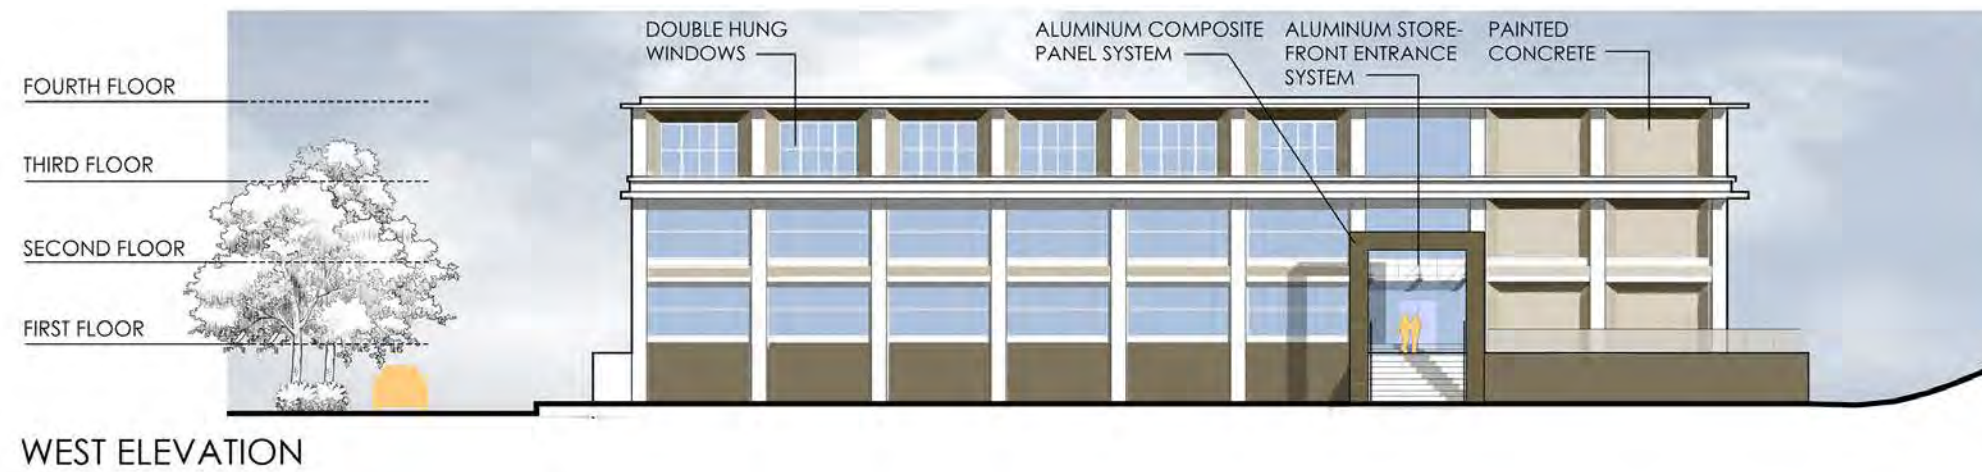 DOUBLE HUNG
WINDOWS
ALUMINUM COMPOSITE
PANEL SYSTEM
ALUMINUM STORE-
FRONT ENTRANCE
SYSTEM
PAINTED
CONCRETE
FOURTH FLOOR
THIRD FLOOR
SECOND FLOOR
FIRST FLOOR
WEST ELEVATION